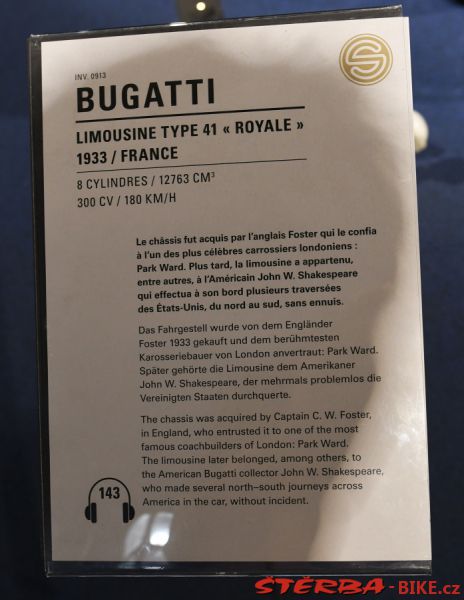 INV. 0913
BUGATTI
LIMOUSINE TYPE 41 « ROYALE »
1933 / FRANCE
8 CYLINDRES / 12763 CM³
300 CV / 180 KM/H
Le châssis fut acquis par l'anglais Foster qui le confia
à l'un des plus célèbres carrossiers londoniens :
Park Ward. Plus tard, la limousine a appartenu,
entre autres, à l'Américain John W. Shakespeare
qui effectua à son bord plusieurs traversées
des États-Unis, du nord au sud, sans ennuis.
Das Fahrgestell wurde von dem Engländer
Foster 1933 gekauft und dem berühmtesten
Karosseriebauer von London anvertraut: Park Ward.
Später gehörte die Limousine dem Amerikaner
John W. Shakespeare, der mehrmals problemlos die
Vereinigten Staaten durchquerte.
The chassis was acquired by Captain C. W. Foster,
in England, who entrusted it to one of the most
famous coachbuilders of London: Park Ward.
The limousine later belonged, among others, to
the American Bugatti collector John W. Shakespeare,
who made several north–south journeys across
America in the car, without incident.
143
ŠTĚRBA-BIKE.cz